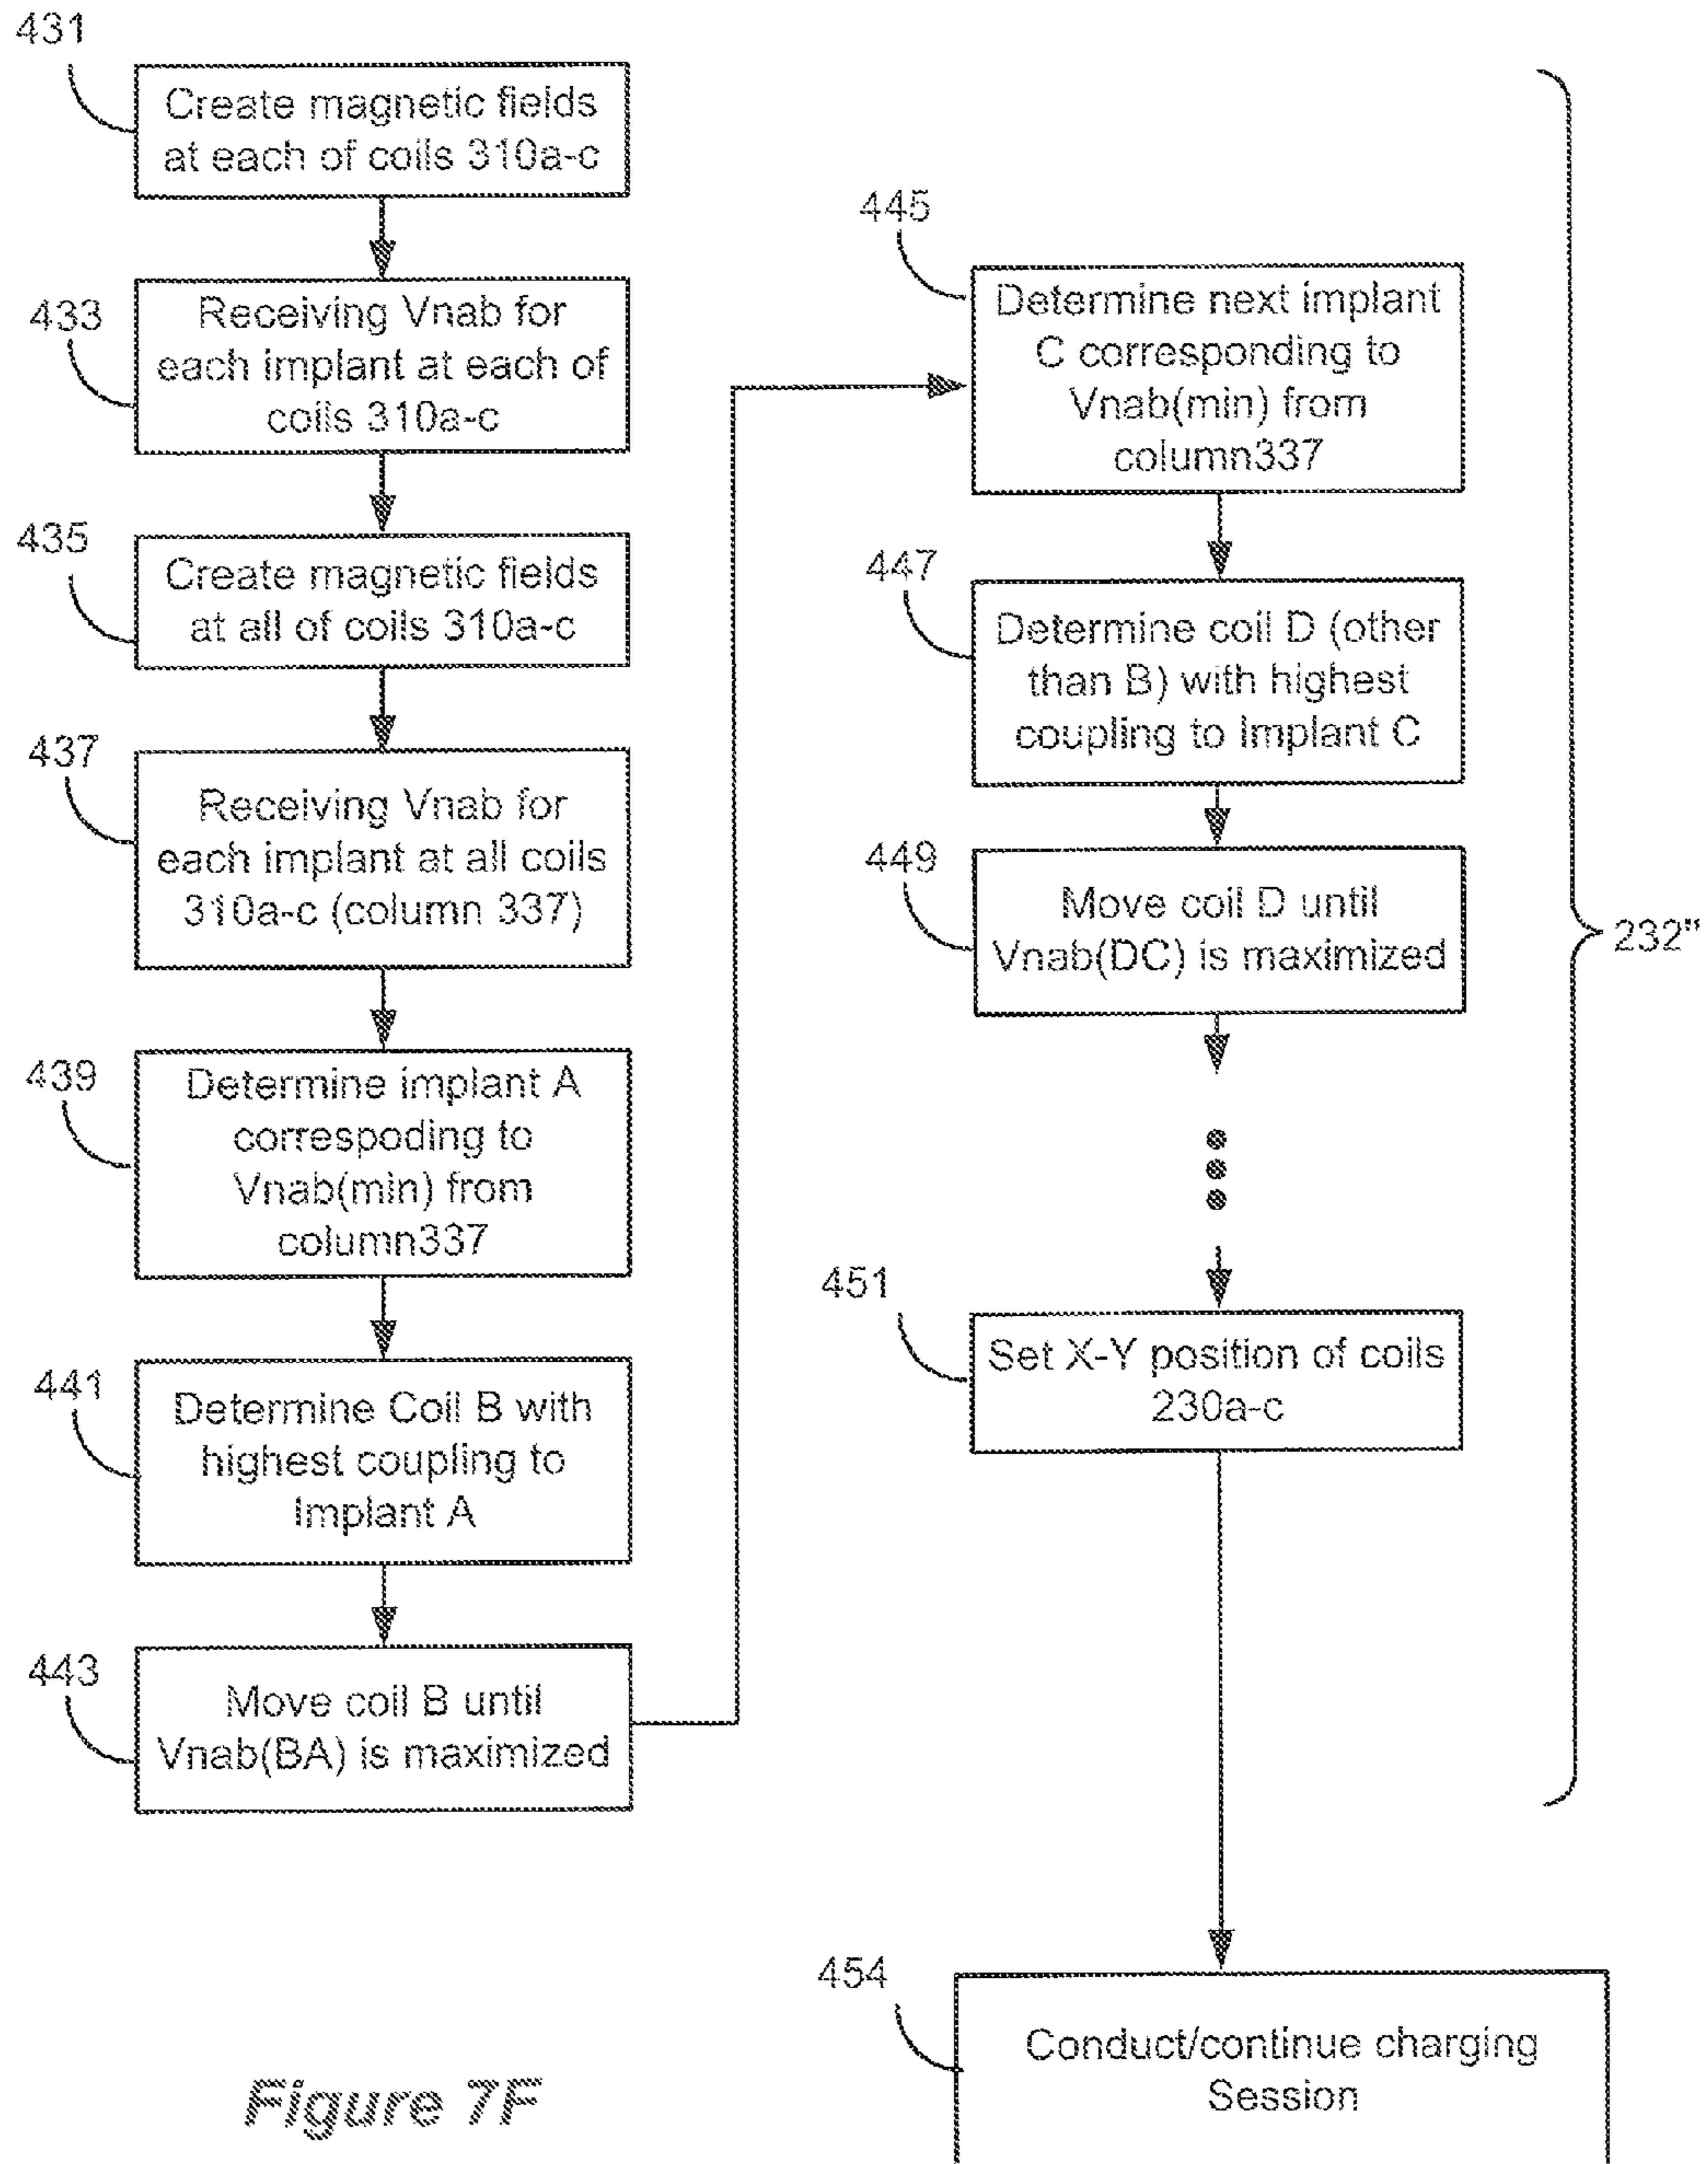 431
Create magnetic fields
at each of coils 310a-c
433
Receiving Vnab for
each implant at each of
coils 310a-c
435
Create magnetic fields
at all of coils 310a-c
437
Receiving Vnab for
each implant at all coils
310a-c (column 337)
439
Determine implant A
correspoding to
Vnab(min) from
column337
441
Determine Coil B with
highest coupling to
Implant A
443
Move coil B until
Vnab(BA) is maximized
445
Determine next implant
C corresponding to
Vnab(min) from
column337
447
Determine coil D (other
than B) with highest
coupling to Implant C
449
Move coil D until
Vnab(DC) is maximized
451
Set X-Y position of coils
230a-c
232"
454
Conduct/continue charging
Session
Figure 7F